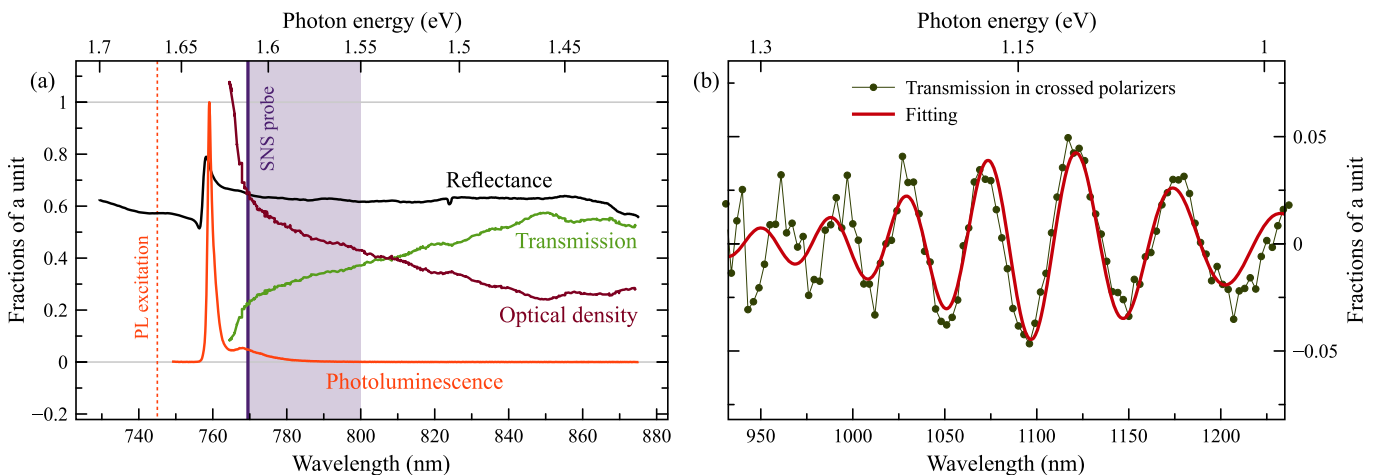 Photon energy (eV)
1.7 1.65 1.6 1.55 1.5 1.45
(a)
Fractions of a unit
1
0.8
0.6
0.4
0.2
0
−0.2
PL excitation
SNS probe
Reflectance
Transmission
Optical density
Photoluminescence
740 760 780 800 820 840 860 880
Wavelength (nm)
Photon energy (eV)
1.3 1.15 1
(b)
Transmission in crossed polarizers
Fitting
0.05
0
−0.05
Fractions of a unit
950 1000 1050 1100 1150 1200
Wavelength (nm)